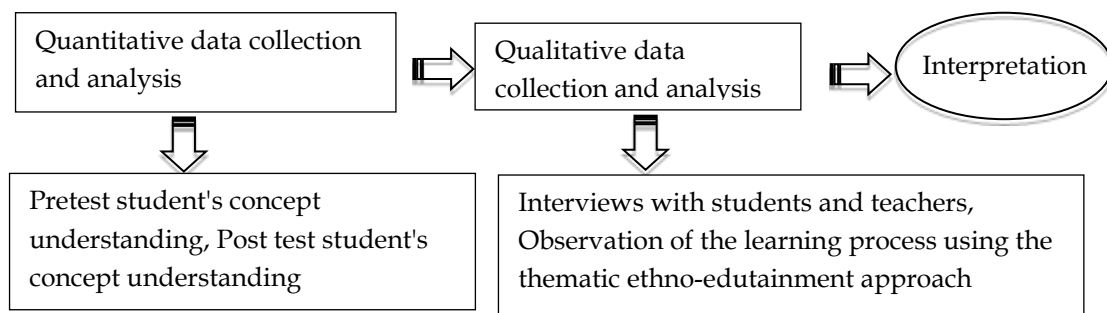 Quantitative data collection
and analysis
Qualitative data
collection and analysis
Interpretation
Pretest student's concept
understanding, Post test student's
concept understanding
Interviews with students and teachers,
Observation of the learning process using the
thematic ethno-edutainment approach